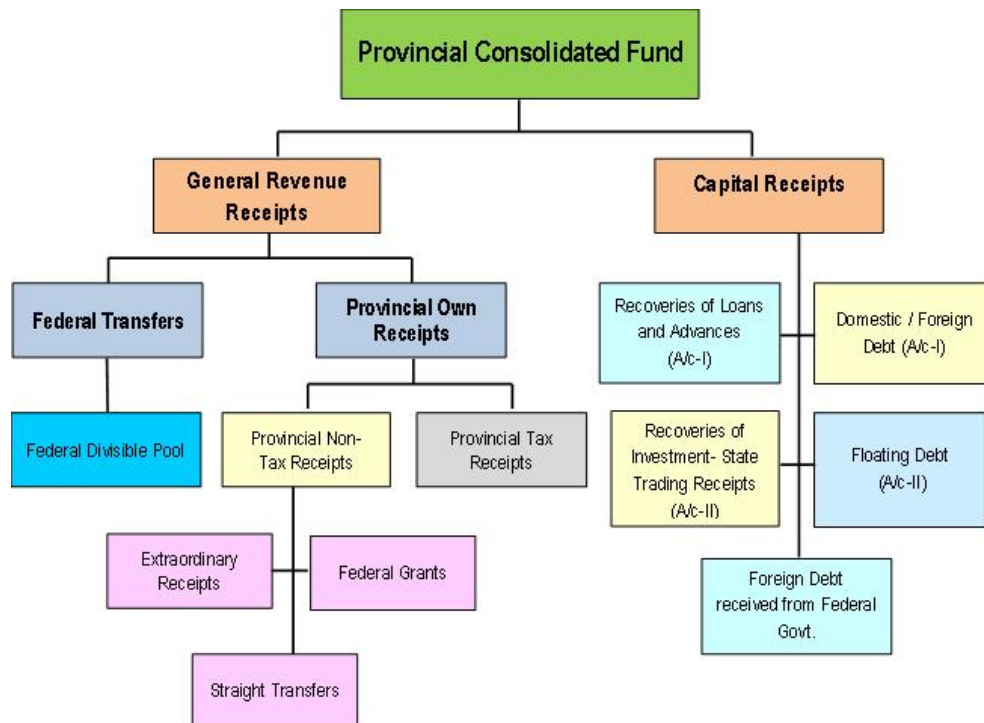 Provincial Consolidated Fund
General Revenue
Receipts
Capital Receipts
Federal Transfers
Provincial Own
Receipts
Recoveries of Loans
and Advances
(A/c-I)
Domestic / Foreign
Debt (A/c-I)
Federal Divisible Pool
Provincial Non-
Tax Receipts
Provincial Tax
Receipts
Recoveries of
Investment- State
Trading Receipts
(A/c-II)
Floating Debt
(A/c-II)
Extraordinary
Receipts
Federal Grants
Foreign Debt
received from Federal
Govt.
Straight Transfers